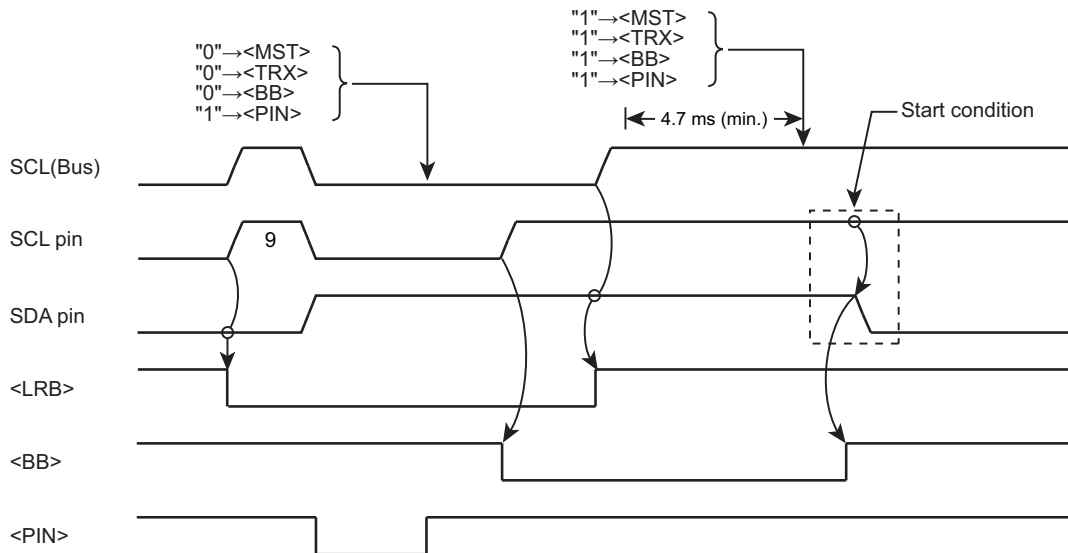 "0"→<MST>
"0"→<TRX>
"0"→<BB>
"1"→<PIN>
"1"→<MST>
"1"→<TRX>
"1"→<BB>
"1"→<PIN>
4.7 ms (min.)
Start condition
SCL(Bus)
SCL pin
9
SDA pin
<LRB>
<BB>
<PIN>